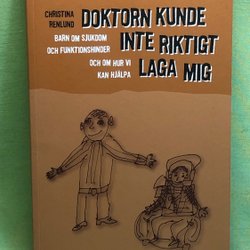 CHRISTINA
RENLUND
DOKTORN KUNDE
INTE RIKTIGT
LAGA MIG
BARN OM SJUKDOM
OCH FUNKTIONSHINDER
OCH OM HUR VI
KAN HJÄLPA